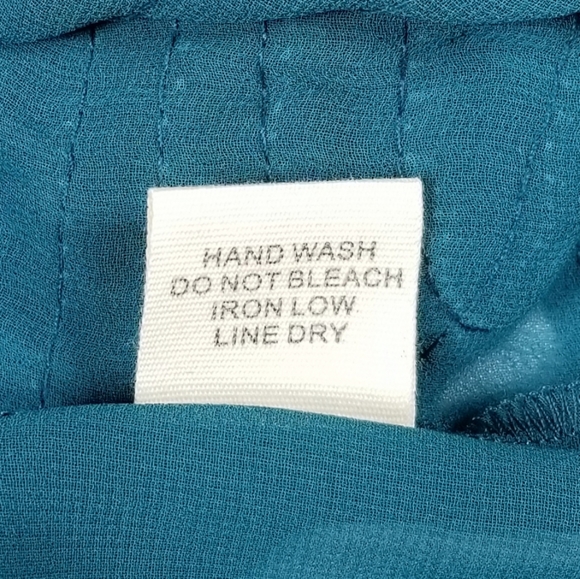 HAND WASH
DO NOT BLEACH
IRON LOW
LINE DRY